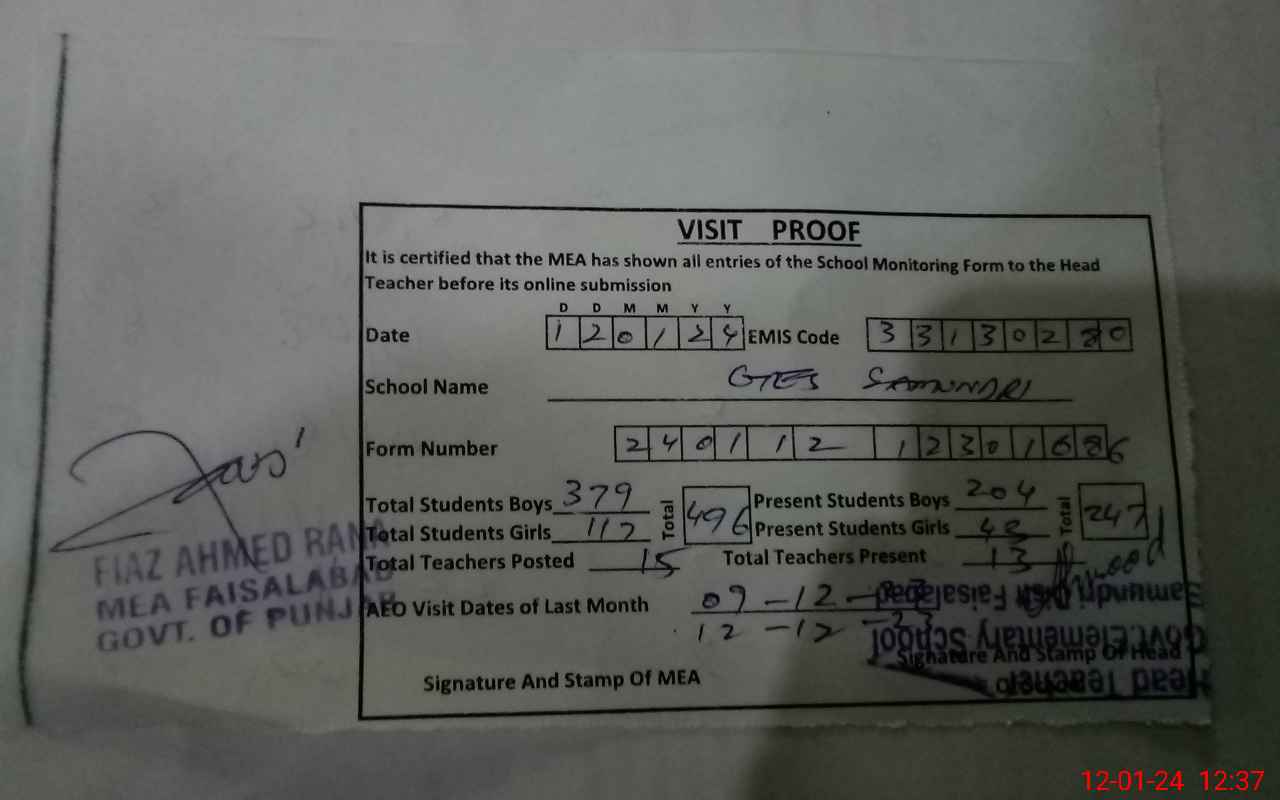 VISIT PROOF
It is certified that the MEA has shown all entries of the School Monitoring Form to the Head
Teacher before its online submission
D D M M Y Y
Date 1 2 0 1 2 4 EMIS Code 3 3 1 3 0 2 8 0
School Name GES SAMUNDRI
Form Number 2 4 0 1 1 2 1 2 3 0 1 6 8 6
Total Students Boys 379 Total 496 Present Students Boys 204 Total 247
Total Students Girls 117 Present Students Girls 43
Total Teachers Posted 15 Total Teachers Present 13
AEO Visit Dates of Last Month 09-12-23
12-12-23
Signature And Stamp Of MEA
Signature And Stamp Of Head
FIAZ AHMED RANA
MEA FAISALABAD
GOVT. OF PUNJAB
Head Teacher
Govt.Elementary School
Samundri Faisalabad
12-01-24 12:37